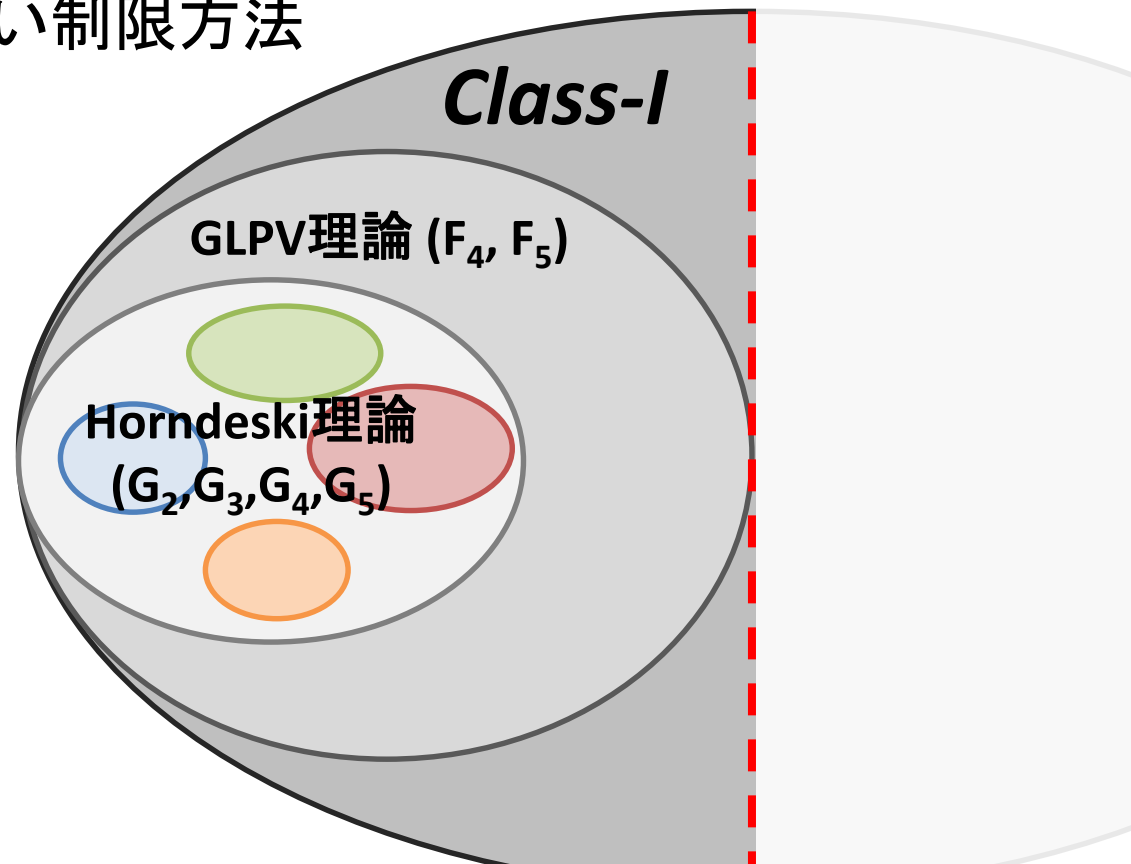 い制限方法
Class-I
GLPV理論 (F₄, F₅)
Horndeski理論
(G₂,G₃,G₄,G₅)